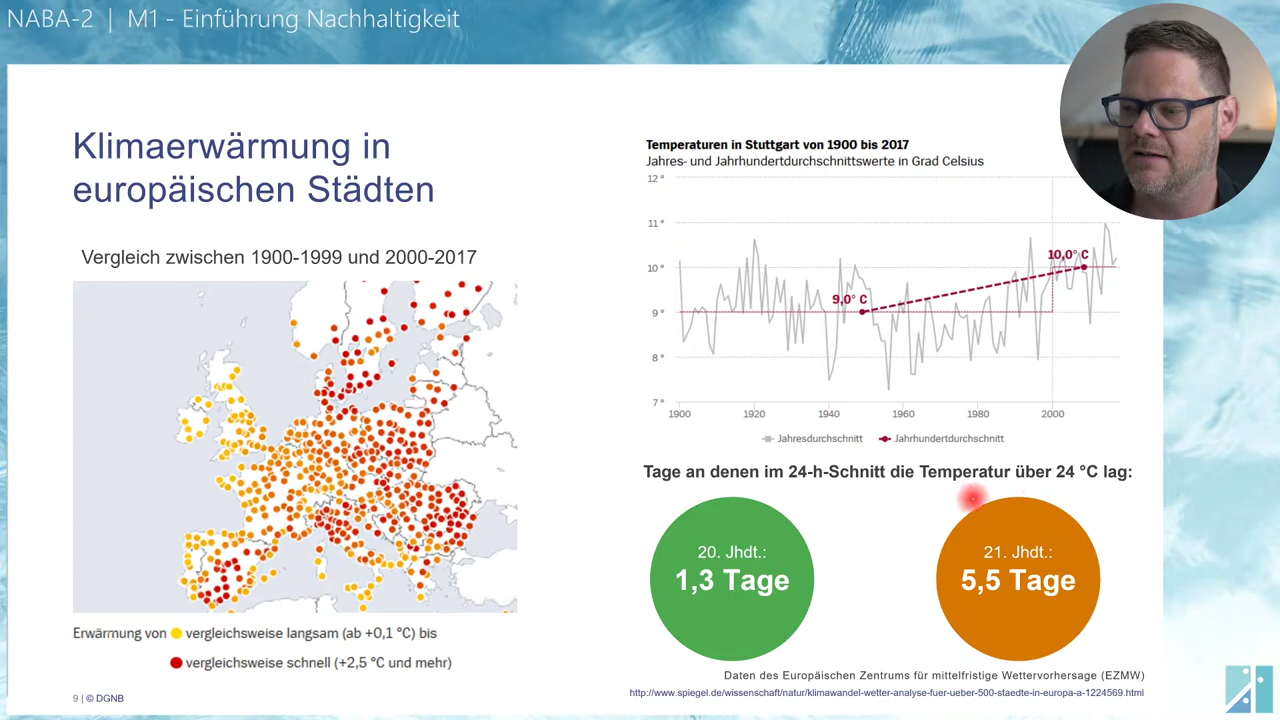 NABA-2 | M1 - Einführung Nachhaltigkeit
Klimaerwärmung in
europäischen Städten
Vergleich zwischen 1900-1999 und 2000-2017
Erwärmung von vergleichsweise langsam (ab +0,1 °C) bis
vergleichsweise schnell (+2,5 °C und mehr)
9 | © DGNB
Temperaturen in Stuttgart von 1900 bis 2017
Jahres- und Jahrhundertdurchschnittswerte in Grad Celsius
12°
11°
10°
9°
8°
7°
10,0° C
9,0° C
1900 1920 1940 1960 1980 2000
Jahresdurchschnitt Jahrhundertdurchschnitt
Tage an denen im 24-h-Schnitt die Temperatur über 24 °C lag:
20. Jhdt.:
1,3 Tage
21. Jhdt.:
5,5 Tage
Daten des Europäischen Zentrums für mittelfristige Wettervorhersage (EZMW)
http://www.spiegel.de/wissenschaft/natur/klimawandel-wetter-analyse-fuer-ueber-500-staedte-in-europa-a-1224569.html